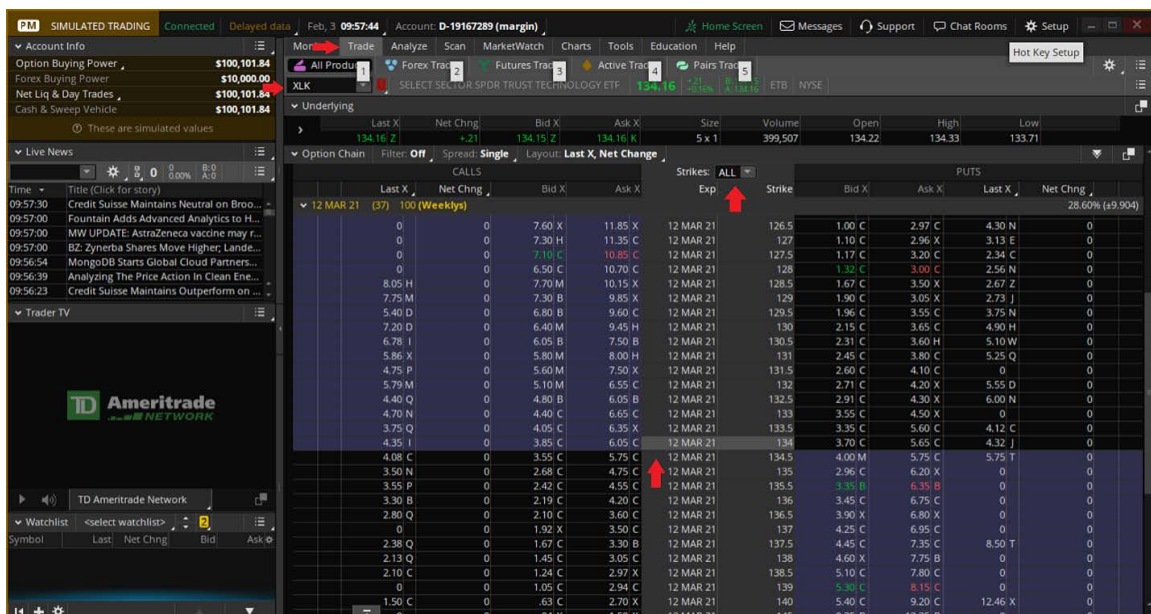 PM SIMULATED TRADING Connected Delayed data Feb, 3 09:57:44 Account: D-19167289 (margin) Home Screen Messages Support Chat Rooms Setup
Account Info
Option Buying Power $100,101.84
Forex Buying Power $10,000.00
Net Liq & Day Trades $100,101.84
Cash & Sweep Vehicle $100,101.84
These are simulated values
Live News
0 0 0.00% B:0 A:0
Time Title (Click for story)
09:57:30 Credit Suisse Maintains Neutral on Broo...
09:57:00 Fountain Adds Advanced Analytics to H...
09:57:00 MW UPDATE: AstraZeneca vaccine may r...
09:57:00 BZ: Zynerba Shares Move Higher; Lande...
09:56:54 MongoDB Starts Global Cloud Partners...
09:56:39 Analyzing The Price Action In Clean Ene...
09:56:23 Credit Suisse Maintains Outperform on ...
Trader TV
TD Ameritrade
NETWORK
TD Ameritrade Network
Watchlist <select watchlist> 2
Symbol Last Net Chng Bid Ask
Trade Analyze Scan MarketWatch Charts Tools Education Help
Hot Key Setup
All Produ 1 Forex Trad 2 Futures Trad 3 Active Trad 4 Pairs Trad 5
XLK SELECT SECTOR SPDR TRUST TECHNOLOGY ETF 134.16 ETB NYSE
Underlying
Last X Net Chng Bid X Ask X Size Volume Open High Low
134.16 Z +.21 134.15 Z 134.16 K 5 x 1 399,507 134.22 134.33 133.71
Option Chain Filter: Off Spread: Single Layout: Last X, Net Change
CALLS Strikes: ALL PUTS
Last X Net Chng Bid X Ask X Exp Strike Bid X Ask X Last X Net Chng
12 MAR 21 (37) 100 (Weeklys) 28.60% (±9.904)
0 0 7.60 X 11.85 X 12 MAR 21 126.5 1.00 C 2.97 C 4.30 N 0
0 0 7.30 H 11.35 C 12 MAR 21 127 1.10 C 2.96 X 3.13 E 0
0 0 7.10 C 10.85 C 12 MAR 21 127.5 1.17 C 3.20 C 2.34 C 0
0 0 6.50 C 10.70 C 12 MAR 21 128 1.32 C 3.00 C 2.56 N 0
8.05 H 0 7.70 M 10.15 X 12 MAR 21 128.5 1.67 C 3.50 X 2.67 Z 0
7.75 M 0 7.30 B 9.85 X 12 MAR 21 129 1.90 C 3.05 X 2.73 J 0
5.40 D 0 6.80 B 9.60 C 12 MAR 21 129.5 1.96 C 3.55 C 3.75 N 0
7.20 D 0 6.40 M 9.45 H 12 MAR 21 130 2.15 C 3.65 C 4.90 H 0
6.78 I 0 6.05 B 7.50 B 12 MAR 21 130.5 2.31 C 3.60 H 5.10 W 0
5.86 X 0 5.80 M 8.00 H 12 MAR 21 131 2.45 C 3.80 C 5.25 Q 0
4.75 P 0 5.60 M 7.50 X 12 MAR 21 131.5 2.60 C 4.10 C 0 0
5.79 M 0 5.10 M 6.55 C 12 MAR 21 132 2.71 C 4.20 X 5.55 D 0
4.40 Q 0 4.80 B 6.05 B 12 MAR 21 132.5 2.91 C 4.30 X 6.00 N 0
4.70 N 0 4.40 C 6.65 C 12 MAR 21 133 3.55 C 4.50 X 0 0
3.75 Q 0 4.05 C 6.35 X 12 MAR 21 133.5 3.35 C 5.60 C 4.12 C 0
4.35 I 0 3.85 C 6.05 C 12 MAR 21 134 3.70 C 5.65 C 4.32 J 0
4.08 C 0 3.55 C 5.75 C 12 MAR 21 134.5 4.00 M 5.75 C 5.75 T 0
3.50 N 0 2.68 C 4.75 C 12 MAR 21 135 2.96 C 6.20 X 0 0
3.55 P 0 2.42 C 4.55 C 12 MAR 21 135.5 3.35 B 6.35 B 0 0
3.30 B 0 2.19 C 4.20 C 12 MAR 21 136 3.45 C 6.75 C 0 0
2.80 Q 0 2.10 C 3.60 C 12 MAR 21 136.5 3.90 X 6.80 X 0 0
0 0 1.92 X 3.50 C 12 MAR 21 137 4.25 C 6.95 C 0 0
2.38 Q 0 1.67 C 3.30 B 12 MAR 21 137.5 4.45 C 7.35 C 8.50 T 0
2.13 Q 0 1.45 C 3.05 C 12 MAR 21 138 4.60 X 7.75 B 0 0
2.10 C 0 1.24 C 2.97 X 12 MAR 21 138.5 5.10 C 7.80 C 0 0
0 1.05 C 2.94 C 12 MAR 21 139 5.30 C 8.15 C 0 0
1.50 C 0 .63 C 2.70 X 12 MAR 21 140 5.40 C 9.20 C 12.46 X 0